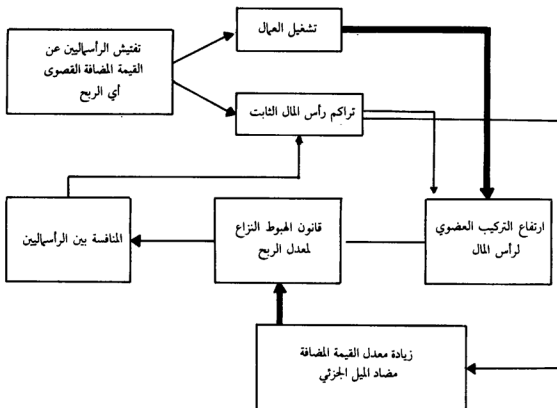 تشغيل العمال
تفتيش الرأسماليين عن
القيمة المضافة القصوى
أي الربح
تراكم رأس المال الثابت
ارتفاع التركيب العضوي
لرأس المال
قانون الهبوط النزاع
لمعدل الربح
المنافسة بين الرأسماليين
زيادة معدل القيمة المضافة
مضاد الميل الجزئي